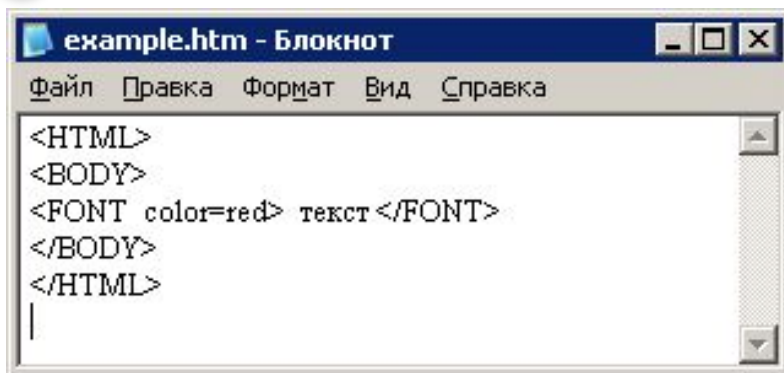 example.htm - Блокнот
Файл Правка Формат Вид Справка
<HTML>
<BODY>
<FONT color=red> текст</FONT>
</BODY>
</HTML>